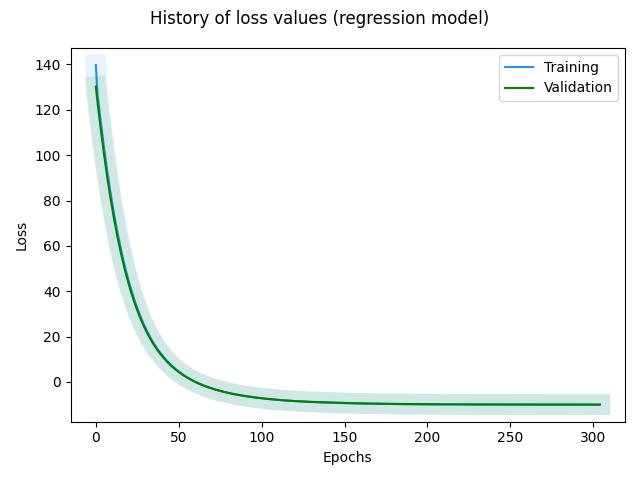 History of loss values (regression model)
Training
Validation
Loss
140
120
100
80
60
40
20
0
0 50 100 150 200 250 300
Epochs